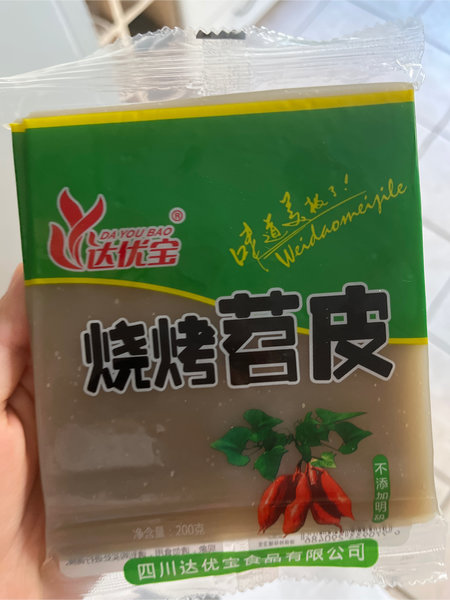 DA YOU BAO
达优宝®
味道美极了!
Weidaomeijile
烧烤苕皮
不添加明矾
净含量: 200克
四川达优宝食品有限公司